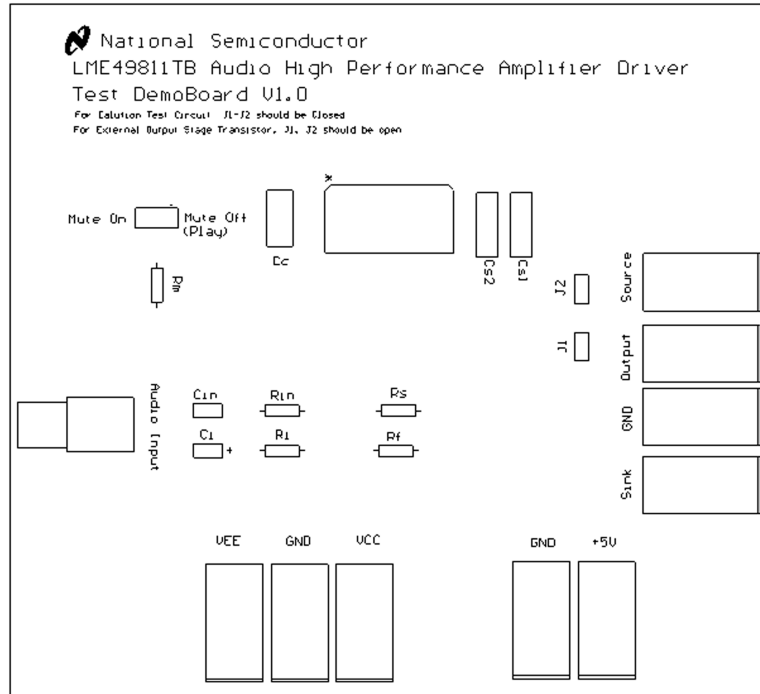 National Semiconductor
LME49811TB Audio High Performance Amplifier Driver
Test DemoBoard V1.0
For Calution Test Circuit J1-J2 should be Closed
For External Output Stage Transistor, J1, J2 should be open
*
Mute On
Mute Off
(Play)
Cc
Cs2
Cs1
Rm
J2
Source
J1
Output
Audio Input
Cin
Rin
Rs
GND
Ci
+
Ri
Rf
Sink
VEE
GND
VCC
GND
+5V